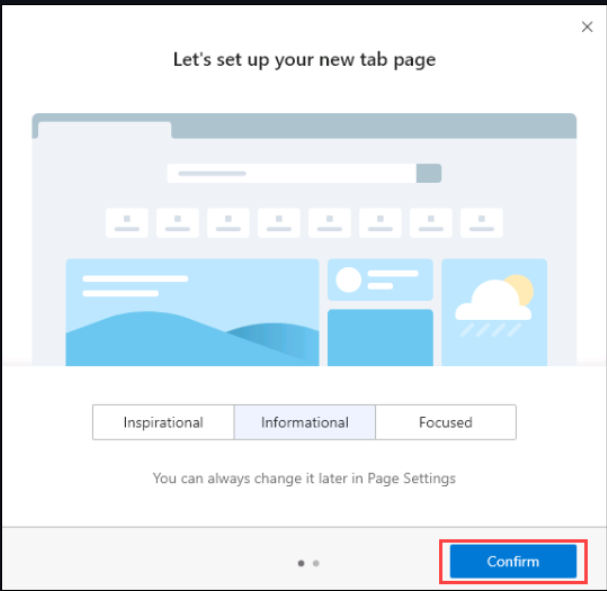 Let's set up your new tab page
Inspirational
Informational
Focused
You can always change it later in Page Settings
Confirm